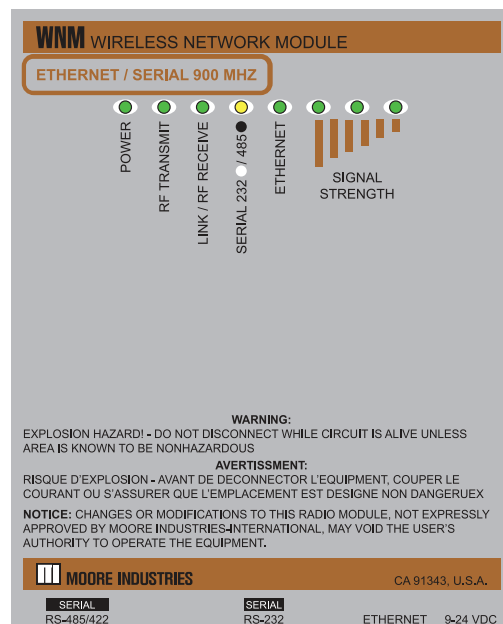 WNM WIRELESS NETWORK MODULE
ETHERNET / SERIAL 900 MHZ
POWER
RF TRANSMIT
LINK / RF RECEIVE
SERIAL 232 / 485
ETHERNET
SIGNAL
STRENGTH
WARNING:
EXPLOSION HAZARD! - DO NOT DISCONNECT WHILE CIRCUIT IS ALIVE UNLESS
AREA IS KNOWN TO BE NONHAZARDOUS
AVERTISSMENT:
RISQUE D'EXPLOSION - AVANT DE DECONNECTOR L'EQUIPMENT, COUPER LE
COURANT OU S'ASSURER QUE L'EMPLACEMENT EST DESIGNE NON DANGERUEX
NOTICE: CHANGES OR MODIFICATIONS TO THIS RADIO MODULE, NOT EXPRESSLY
APPROVED BY MOORE INDUSTRIES-INTERNATIONAL, MAY VOID THE USER'S
AUTHORITY TO OPERATE THE EQUIPMENT.
MOORE INDUSTRIES CA 91343, U.S.A.
SERIAL SERIAL
RS-485/422 RS-232 ETHERNET 9-24 VDC